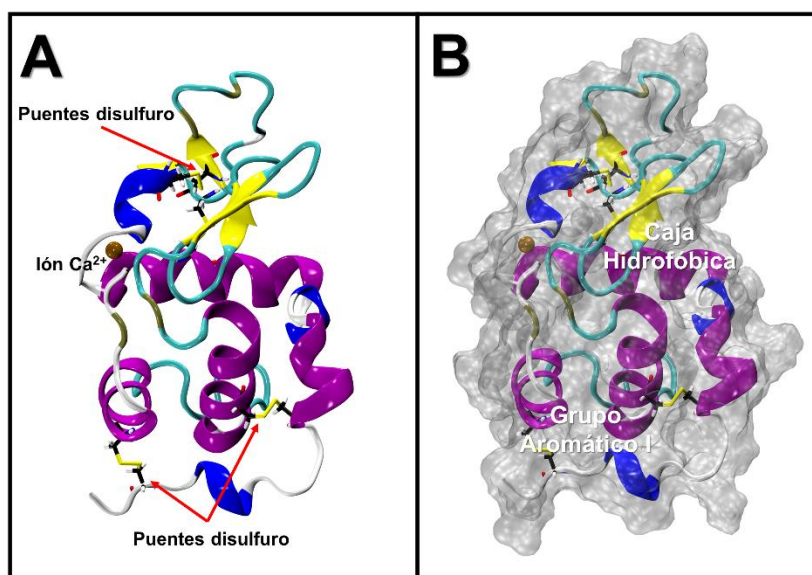 A
Puentes disulfuro
Ión Ca²⁺
Puentes disulfuro
B
Caja
Hidrofóbica
Grupo
Aromático I